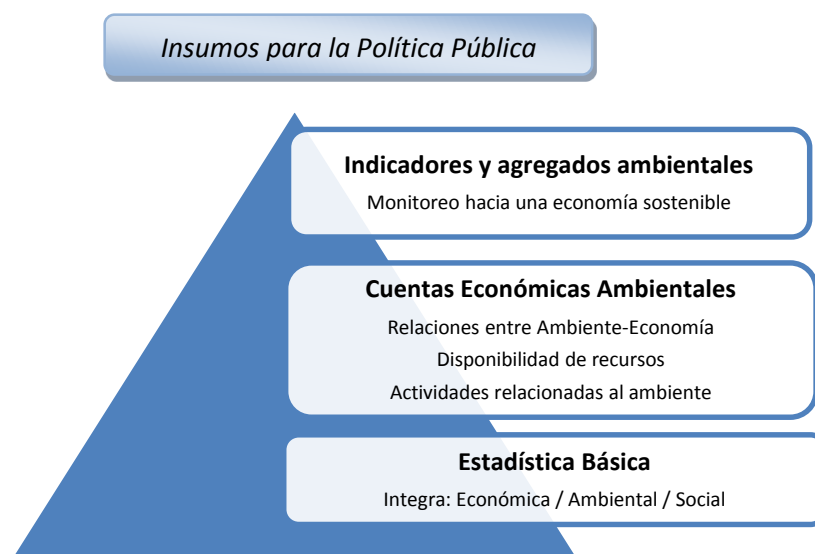 Insumos para la Política Pública
Indicadores y agregados ambientales
Monitoreo hacia una economía sostenible
Cuentas Económicas Ambientales
Relaciones entre Ambiente-Economía
Disponibilidad de recursos
Actividades relacionadas al ambiente
Estadística Básica
Integra: Económica / Ambiental / Social